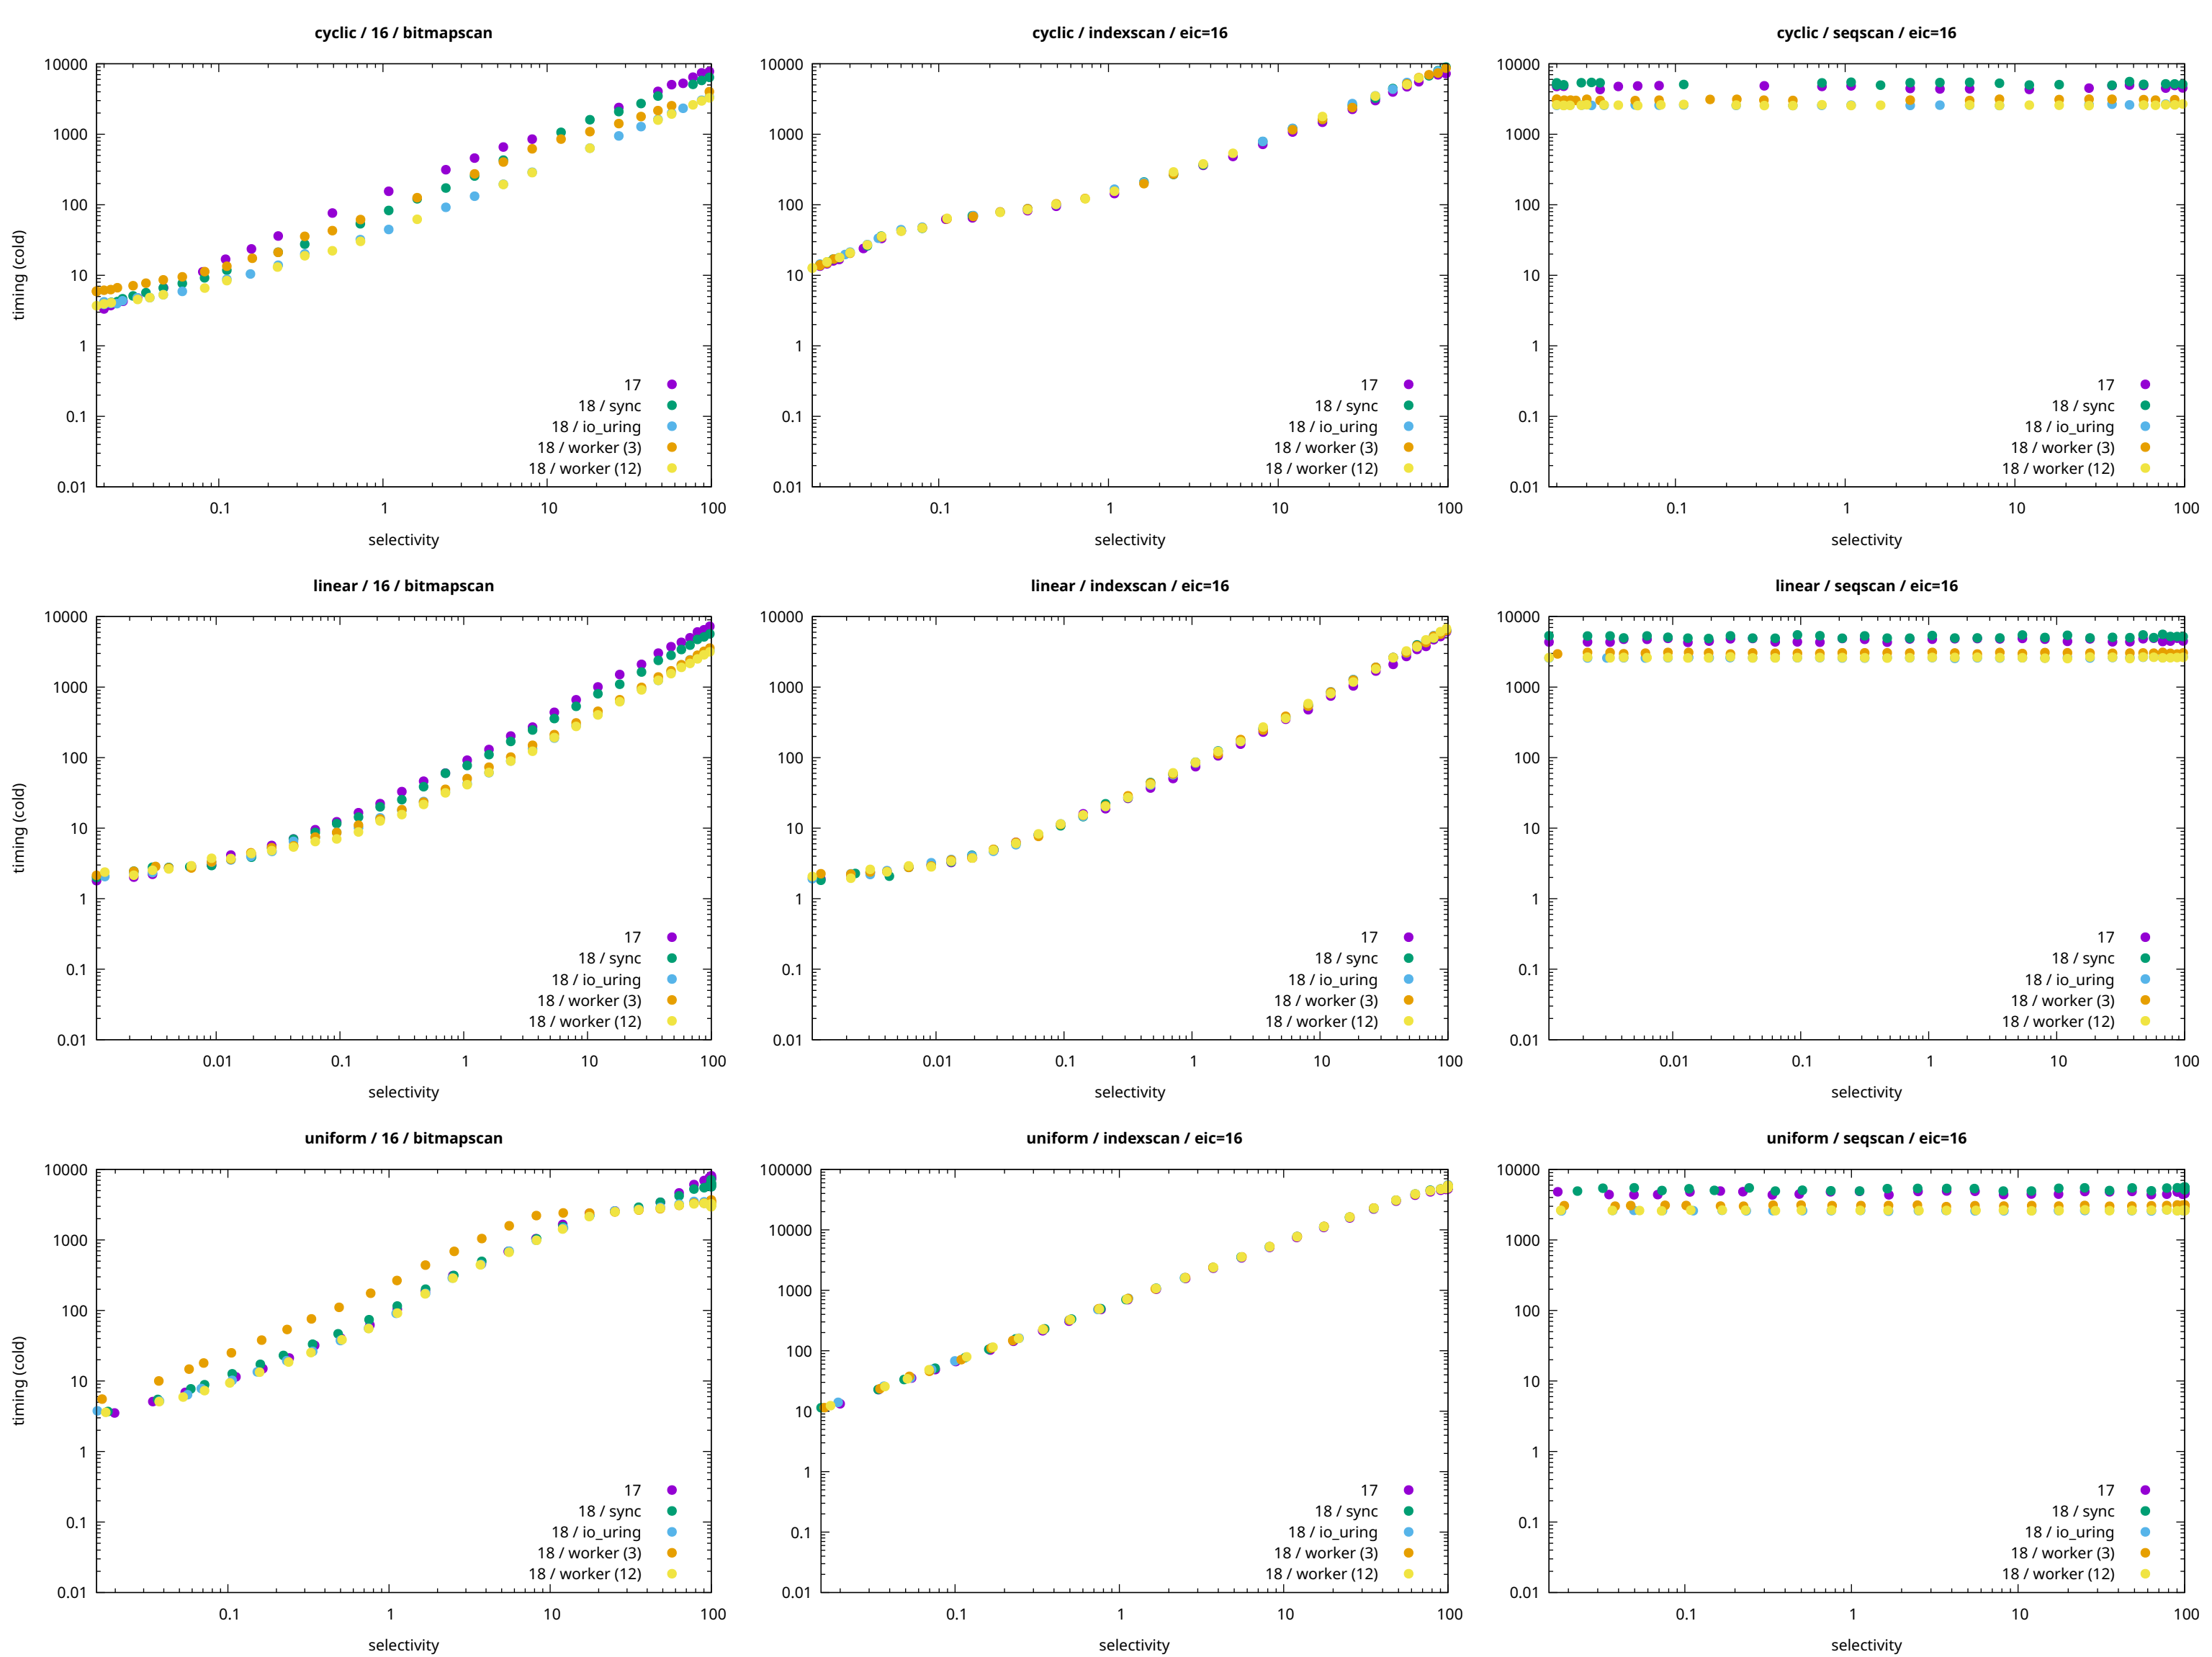 cyclic / 16 / bitmapscan
10000
1000
100
10
1
0.1
0.01
timing (cold)
17
18 / sync
18 / io_uring
18 / worker (3)
18 / worker (12)
0.1 1 10 100
selectivity
cyclic / indexscan / eic=16
10000
1000
100
10
1
0.1
0.01
17
18 / sync
18 / io_uring
18 / worker (3)
18 / worker (12)
0.1 1 10 100
selectivity
cyclic / seqscan / eic=16
10000
1000
100
10
1
0.1
0.01
17
18 / sync
18 / io_uring
18 / worker (3)
18 / worker (12)
0.1 1 10 100
selectivity
linear / 16 / bitmapscan
10000
1000
100
10
1
0.1
0.01
timing (cold)
17
18 / sync
18 / io_uring
18 / worker (3)
18 / worker (12)
0.01 0.1 1 10 100
selectivity
linear / indexscan / eic=16
10000
1000
100
10
1
0.1
0.01
17
18 / sync
18 / io_uring
18 / worker (3)
18 / worker (12)
0.01 0.1 1 10 100
selectivity
linear / seqscan / eic=16
10000
1000
100
10
1
0.1
0.01
17
18 / sync
18 / io_uring
18 / worker (3)
18 / worker (12)
0.01 0.1 1 10 100
selectivity
uniform / 16 / bitmapscan
10000
1000
100
10
1
0.1
0.01
timing (cold)
17
18 / sync
18 / io_uring
18 / worker (3)
18 / worker (12)
0.1 1 10 100
selectivity
uniform / indexscan / eic=16
100000
10000
1000
100
10
1
0.1
0.01
17
18 / sync
18 / io_uring
18 / worker (3)
18 / worker (12)
0.1 1 10 100
selectivity
uniform / seqscan / eic=16
10000
1000
100
10
1
0.1
0.01
17
18 / sync
18 / io_uring
18 / worker (3)
18 / worker (12)
0.1 1 10 100
selectivity